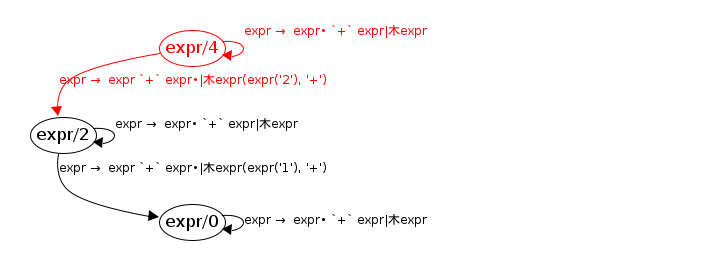 expr → expr• `+` expr|木expr
expr/4
expr → expr `+` expr•|木expr(expr('2'), '+')
expr → expr• `+` expr|木expr
expr/2
expr → expr `+` expr•|木expr(expr('1'), '+')
expr/0
expr → expr• `+` expr|木expr